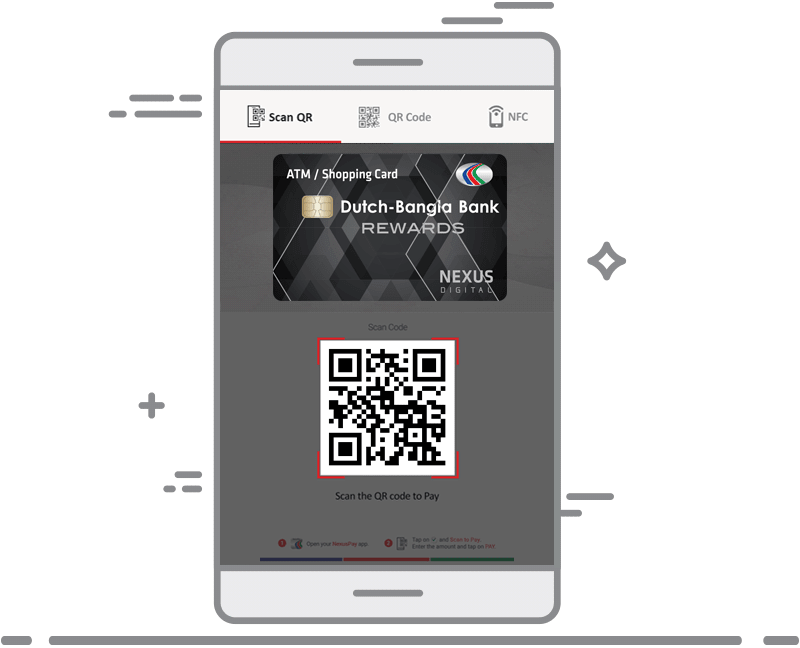 Scan QR
QR Code
NFC
ATM / Shopping Card
Dutch-Bangla Bank
REWARDS
NEXUS
DIGITAL
Scan Code
Scan the QR code to Pay
1 Open your NexusPay app
2 Tap on and Scan to Pay
Enter the amount and tap on PAY